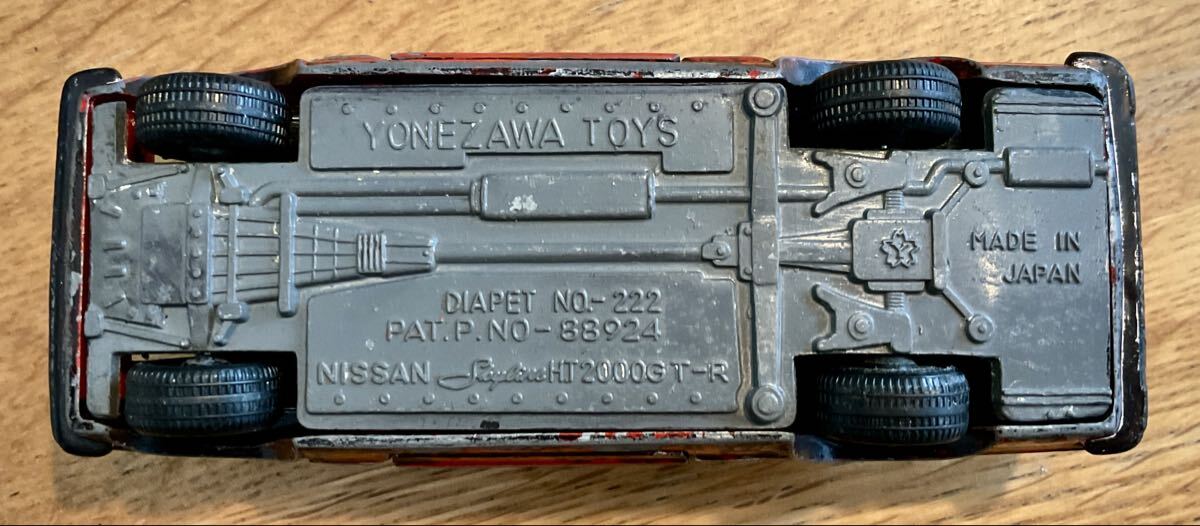 YONEZAWA TOYS
DIAPET NO.-222
PAT.P.NO-88924
NISSAN Skyline HT2000GT-R
MADE IN
JAPAN